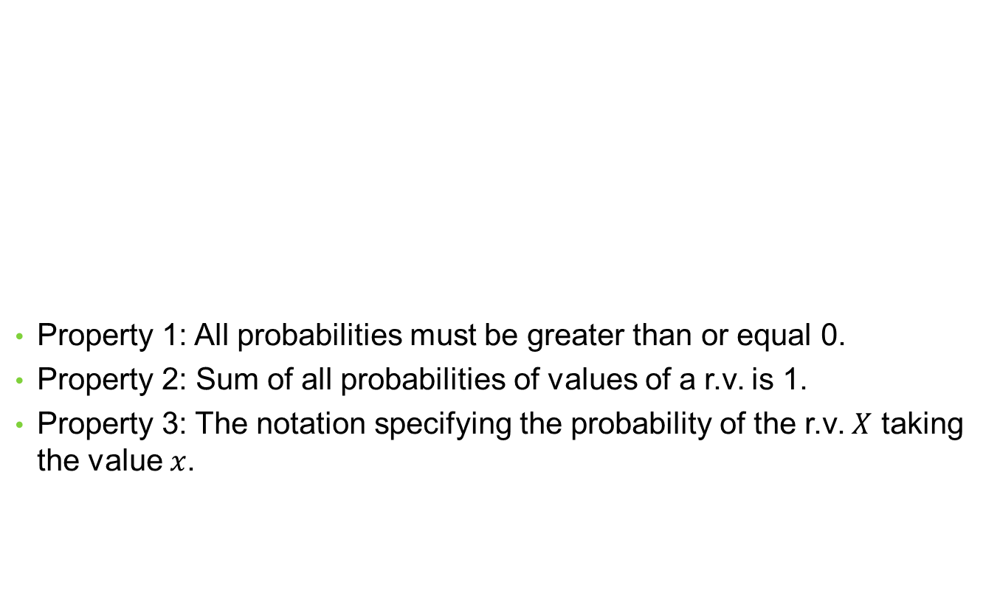 • Property 1: All probabilities must be greater than or equal 0.
• Property 2: Sum of all probabilities of values of a r.v. is 1.
• Property 3: The notation specifying the probability of the r.v. X taking
the value x.